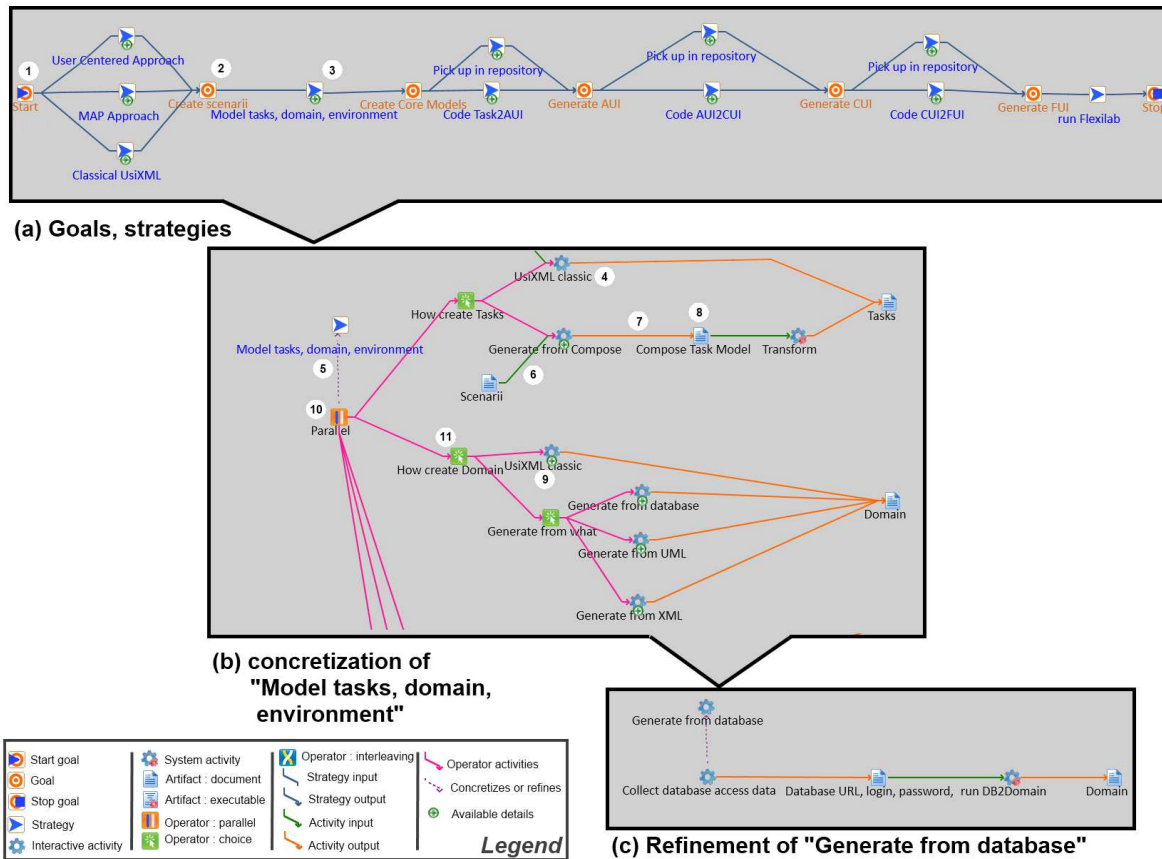 User Centered Approach
Pick up in repository
Pick up in repository
Pick up in repository
1
2
3
Start
MAP Approach
Create scenarii
Model tasks, domain, environment
Create Core Models
Code Task2AUI
Generate AUI
Code AUI2CUI
Generate CUI
Code CUI2FUI
Generate FUI
run Flexilab
Stop
Classical UsiXML
(a) Goals, strategies
UsiXML classic
4
How create Tasks
Tasks
7
8
Model tasks, domain, environment
Generate from Compose
Compose Task Model
Transform
5
6
Scenarii
10
Parallel
11
How create Domain
UsiXML classic
9
Generate from database
Domain
Generate from what
Generate from UML
Generate from XML
(b) concretization of
"Model tasks, domain,
environment"
Generate from database
Collect database access data
Database URL, login, password,
run DB2Domain
Domain
(c) Refinement of "Generate from database"
Start goal
Goal
Stop goal
Strategy
Interactive activity
System activity
Artifact : document
Artifact : executable
Operator : parallel
Operator : choice
Operator : interleaving
Strategy input
Strategy output
Activity input
Activity output
Operator activities
Concretizes or refines
Available details
Legend